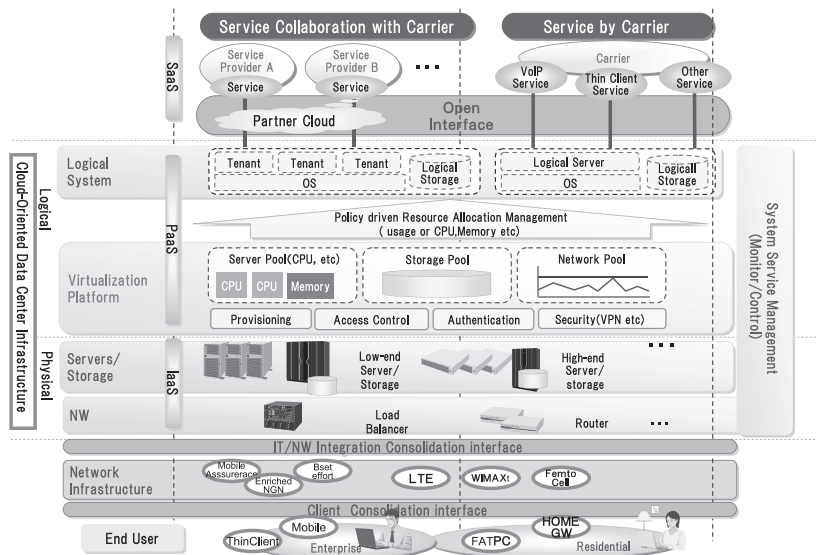 Service Collaboration with Carrier
Service by Carrier
SaaS
Service
Provider A
Service
Service
Provider B
Service
Carrier
VoIP
Service
Thin Client
Service
Other
Service
Partner Cloud
Open
Interface
Cloud-Oriented Data Center Infrastructure
Logical
Physical
PaaS
IaaS
System Service Management
(Monitor/Control)
Logical
System
Tenant
Tenant
Tenant
OS
Logical
Storage
Logical Server
OS
Logicall
Storage
Policy driven Resource Allocation Management
( usage or CPU,Memory etc)
Virtualization
Platform
Server Pool(CPU, etc)
CPU
CPU
Memory
Storage Pool
Network Pool
Provisioning
Access Control
Authentication
Security(VPN etc)
Servers/
Storage
Low-end
Server/
Storage
High-end
Server/
storage
NW
Load
Balancer
Router
IT/NW Integration Consolidation interface
Network
Infrastructure
Mobile
Asssurerace
Enriched
NGN
Bset
effort
LTE
WIMAXt
Femto
Cell
Client Consolidation interface
End User
ThinClient
Mobile
Enterprise
FATPC
HOME
GW
Residential